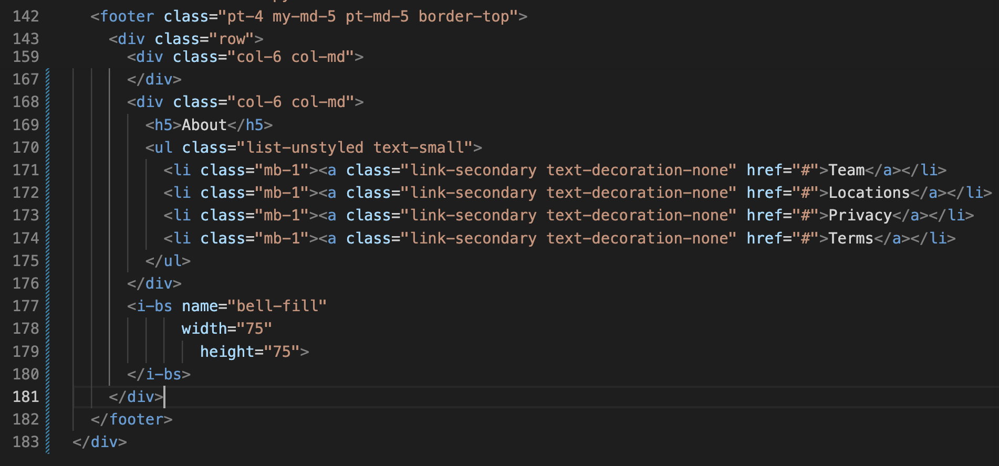 142 <footer class="pt-4 my-md-5 pt-md-5 border-top">
143 <div class="row">
159 <div class="col-6 col-md">
167 </div>
168 <div class="col-6 col-md">
169 <h5>About</h5>
170 <ul class="list-unstyled text-small">
171 <li class="mb-1"><a class="link-secondary text-decoration-none" href="#">Team</a></li>
172 <li class="mb-1"><a class="link-secondary text-decoration-none" href="#">Locations</a></li>
173 <li class="mb-1"><a class="link-secondary text-decoration-none" href="#">Privacy</a></li>
174 <li class="mb-1"><a class="link-secondary text-decoration-none" href="#">Terms</a></li>
175 </ul>
176 </div>
177 <i-bs name="bell-fill"
178 width="75"
179 height="75">
180 </i-bs>
181 </div>
182 </footer>
183 </div>